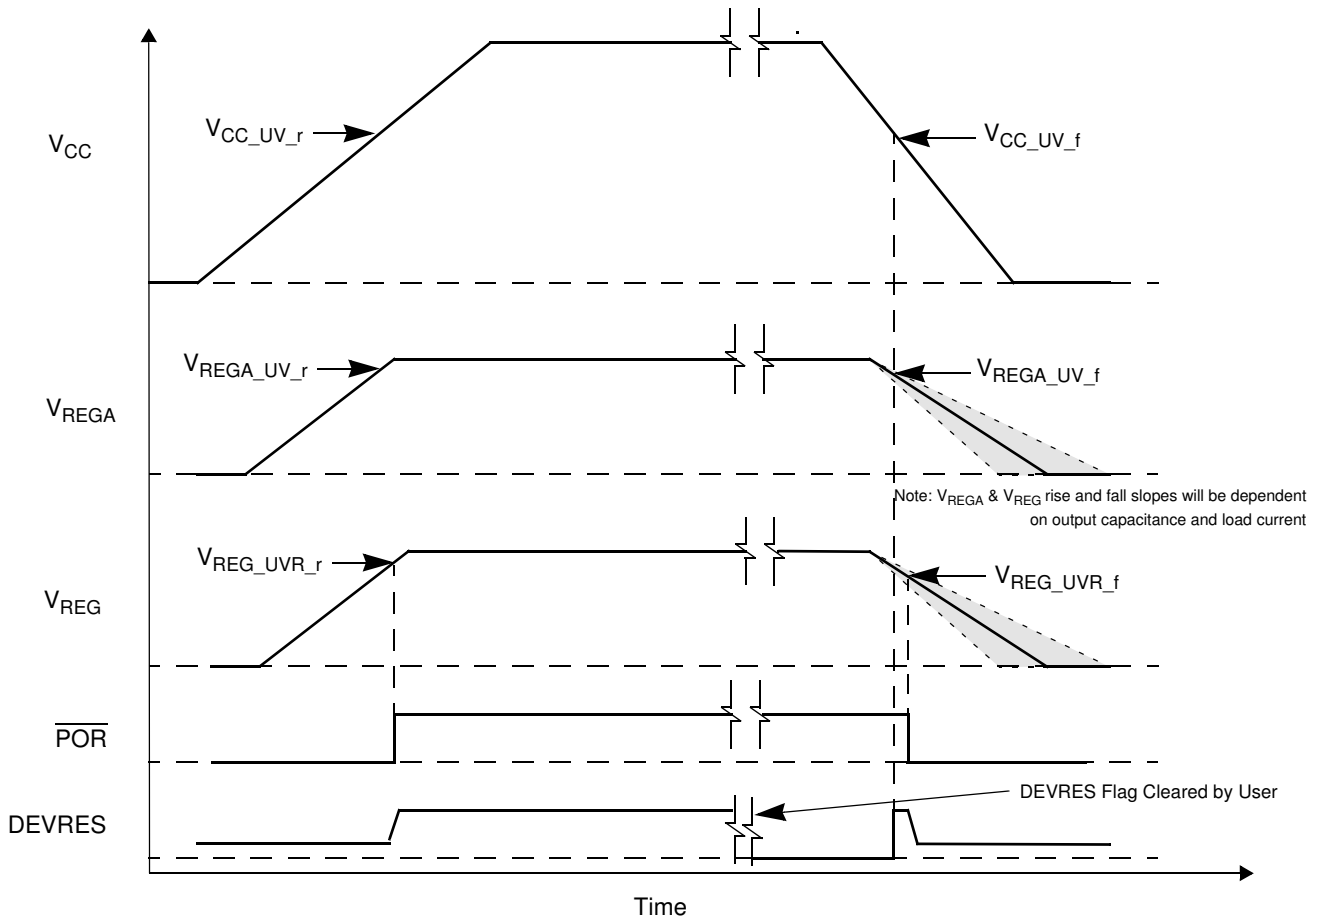 V_CC_UV_r
V_CC
V_CC_UV_f
V_REGA_UV_r
V_REGA_UV_f
V_REGA
Note: V_REGA & V_REG rise and fall slopes will be dependent
on output capacitance and load current
V_REG_UVR_r
V_REG_UVR_f
V_REG
POR
DEVRES Flag Cleared by User
DEVRES
Time